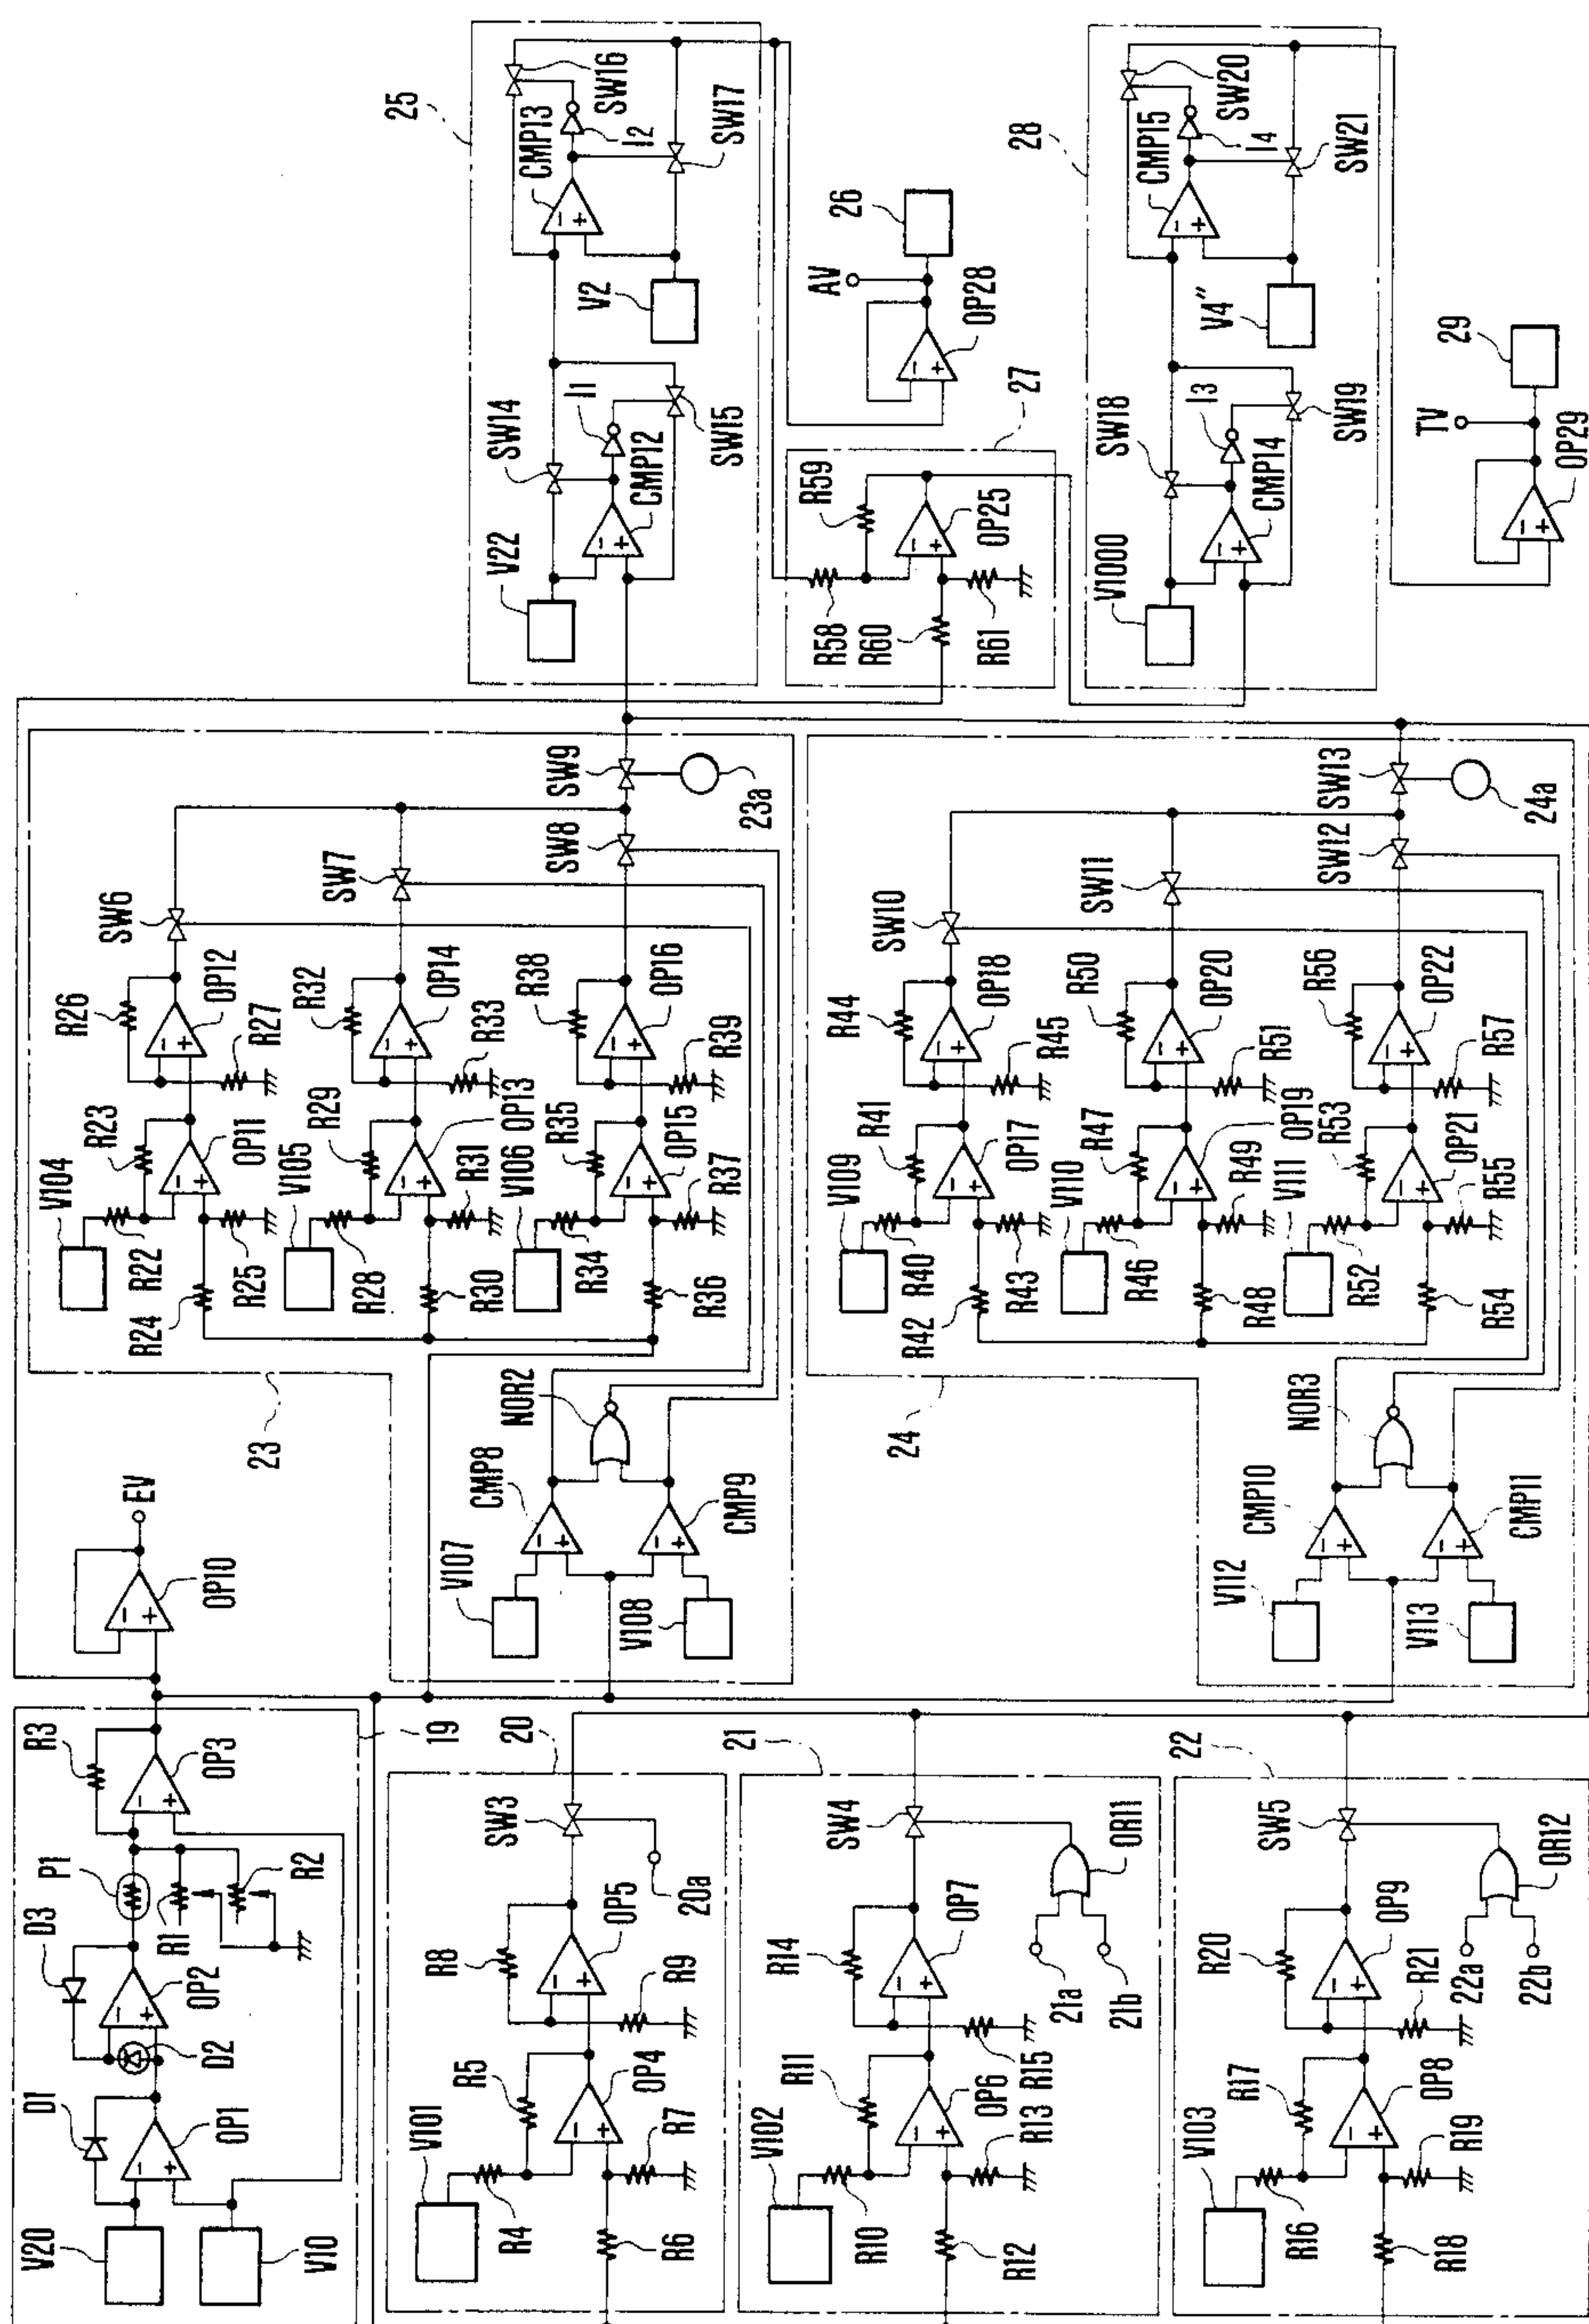 V20
V10
D1
OP1
D2
D3
OP2
P1
R1
R2
R3
OP3
19
EV
OP10
V101
R4
R5
R6
R7
OP4
R8
R9
OP5
SW3
20a
20
V102
R10
R11
R12
R13
OP6
R14
R15
OP7
SW4
21a
21b
OR11
21
V103
R16
R17
R18
R19
OP8
R20
R21
OP9
SW5
22a
22b
OR12
22
23
V104
R22
R23
R24
R25
OP11
R26
R27
OP12
SW6
V105
R28
R29
R30
R31
OP13
R32
R33
OP14
SW7
V106
R34
R35
R36
R37
OP15
R38
R39
OP16
SW8
SW9
23a
V107
V108
CMP8
CMP9
NOR2
24
V109
R40
R41
R42
R43
OP17
R44
R45
OP18
SW10
V110
R46
R47
R48
R49
OP19
R50
R51
OP20
SW11
V111
R52
R53
R54
R55
OP21
R56
R57
OP22
SW12
SW13
24a
V112
V113
CMP10
CMP11
NOR3
25
V22
SW14
I1
CMP12
SW15
V2
CMP13
I2
SW16
SW17
AV
26
OP28
27
R58
R59
R60
R61
OP25
28
V1000
SW18
I3
CMP14
SW19
V4"
CMP15
I4
SW20
SW21
TV
29
OP29